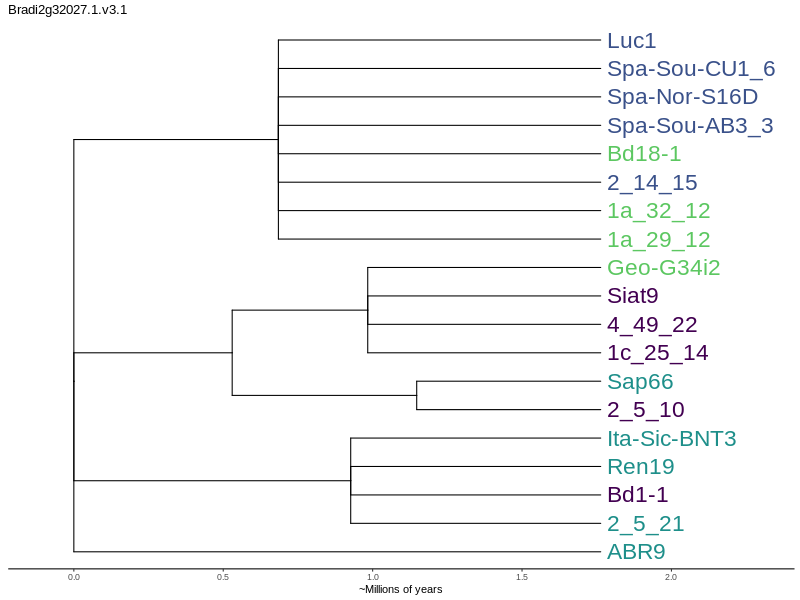 Bradi2g32027.1.v3.1
Luc1
Spa-Sou-CU1_6
Spa-Nor-S16D
Spa-Sou-AB3_3
Bd18-1
2_14_15
1a_32_12
1a_29_12
Geo-G34i2
Siat9
4_49_22
1c_25_14
Sap66
2_5_10
Ita-Sic-BNT3
Ren19
Bd1-1
2_5_21
ABR9
0.0 0.5 1.0 1.5 2.0
~Millions of years